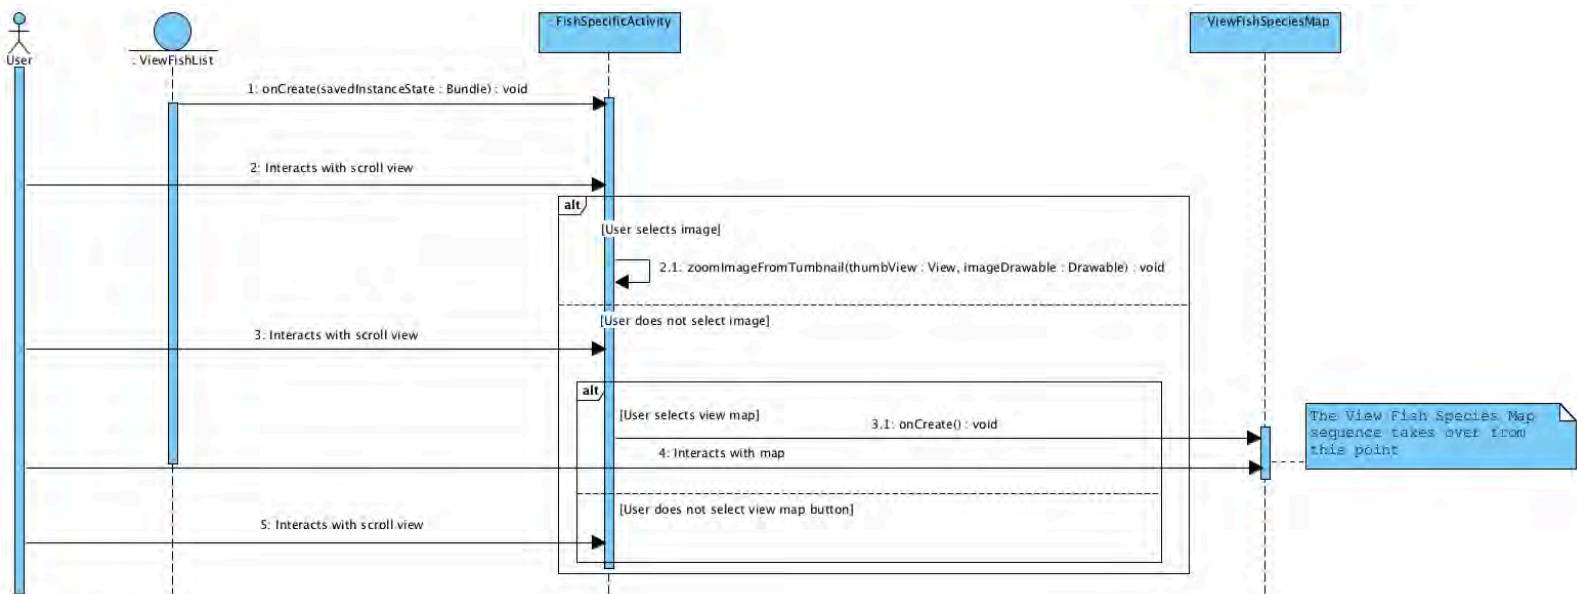 : FishSpecificActivity
: ViewFishSpeciesMap
User
: ViewFishList
1: onCreate(savedInstanceState : Bundle) : void
2: Interacts with scroll view
alt
[User selects image]
2.1: zoomImageFromTumbnail(thumbView : View, imageDrawable : Drawable) : void
[User does not select image]
3: Interacts with scroll view
alt
[User selects view map]
3.1: onCreate() : void
The View Fish Species Map
sequence takes over from
this point
4: Interacts with map
[User does not select view map button]
5: Interacts with scroll view